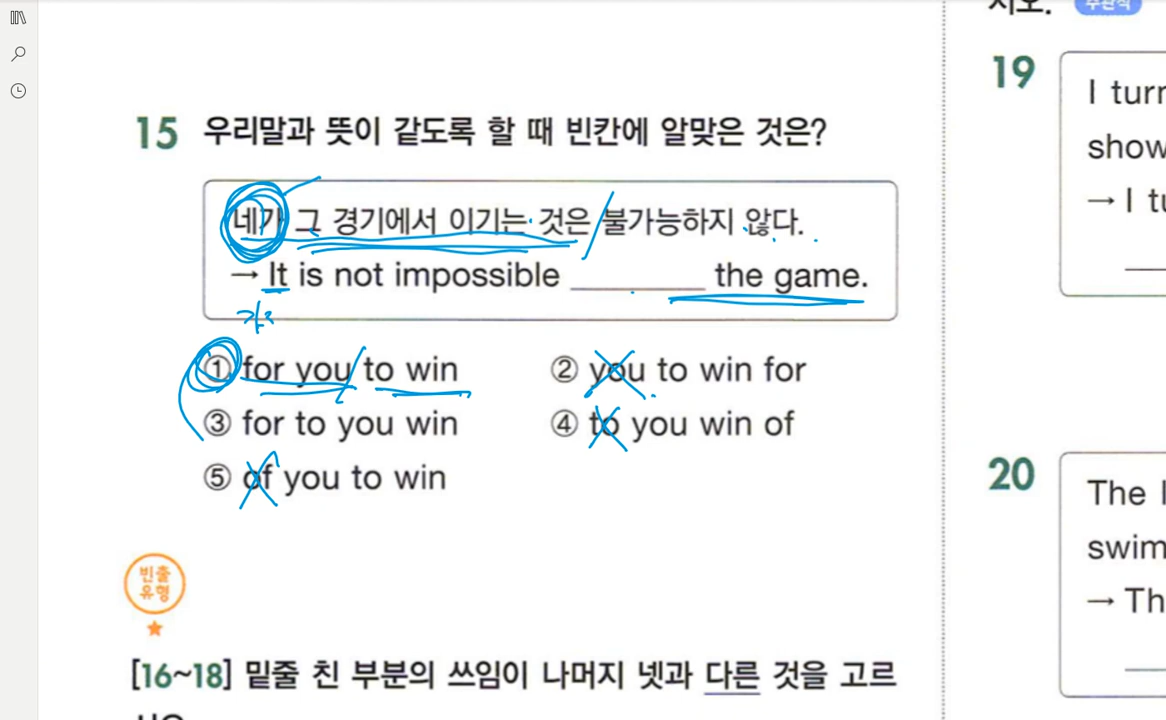 15 우리말과 뜻이 같도록 할 때 빈칸에 알맞은 것은?
네가 그 경기에서 이기는 것은 불가능하지 않다.
→ It is not impossible ________ the game.
① for you to win ② you to win for
③ for to you win ④ to you win of
⑤ of you to win
빈출
유형
[16~18] 밑줄 친 부분의 쓰임이 나머지 넷과 다른 것을 고르
주관식
19
I turr
show
→ I tu
20
The
swim
→ Th